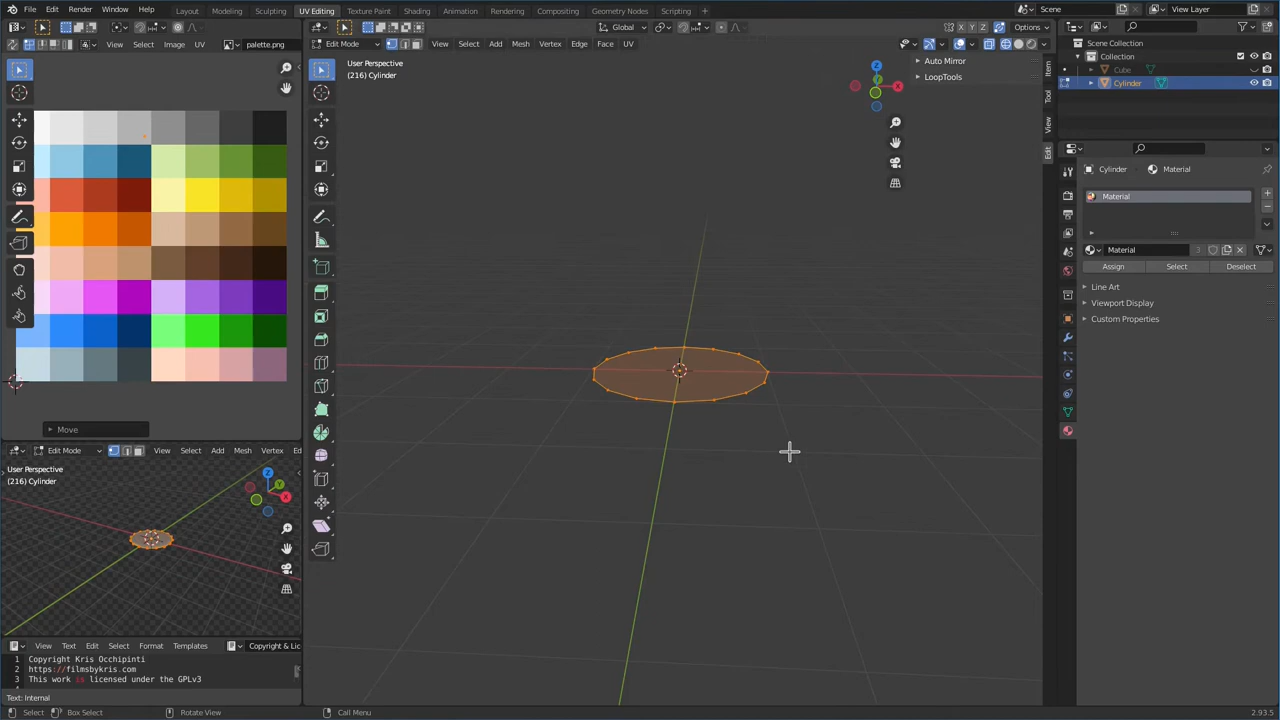 File Edit Render Window Help Layout Modeling Sculpting UV Editing Texture Paint Shading Animation Rendering Compositing Geometry Nodes Scripting Scene View Layer
Global Options
View Select Image UV palette.png
Edit Mode View Select Add Mesh Vertex Edge Face UV
User Perspective
(216) Cylinder
Auto Mirror
LoopTools
Z
X
Item
Tool
View
Edit
Scene Collection
Collection
Cube
Cylinder
Cylinder Material
Material
Material 3
Assign Select Deselect
Line Art
Viewport Display
Custom Properties
Move
Edit Mode View Select Add Mesh Vertex Ed
User Perspective
(216) Cylinder
Z
Y
X
View Text Edit Select Format Templates Copyright & Lic
1 Copyright Kris Occhipinti
2 https://filmsbykris.com
3 This work is licensed under the GPLv3
Text: Internal
Select Box Select Rotate View Call Menu 2.93.5